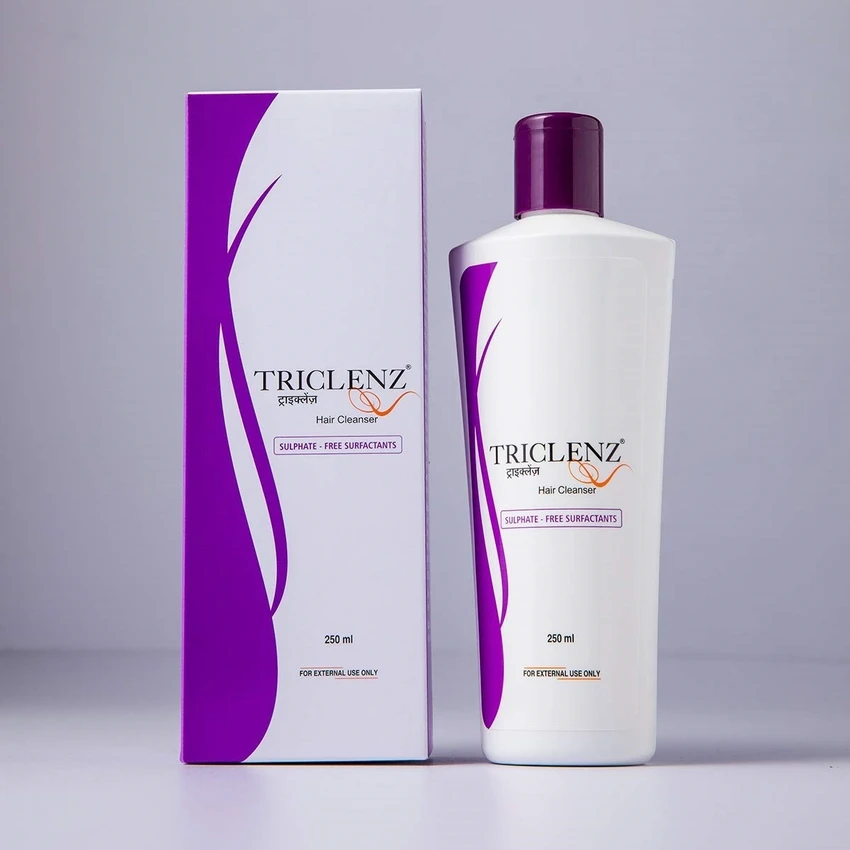 TRICLENZ®
ट्राइक्लेंज़
Hair Cleanser
SULPHATE - FREE SURFACTANTS
250 ml
FOR EXTERNAL USE ONLY
TRICLENZ®
ट्राइक्लेंज़
Hair Cleanser
SULPHATE - FREE SURFACTANTS
250 ml
FOR EXTERNAL USE ONLY